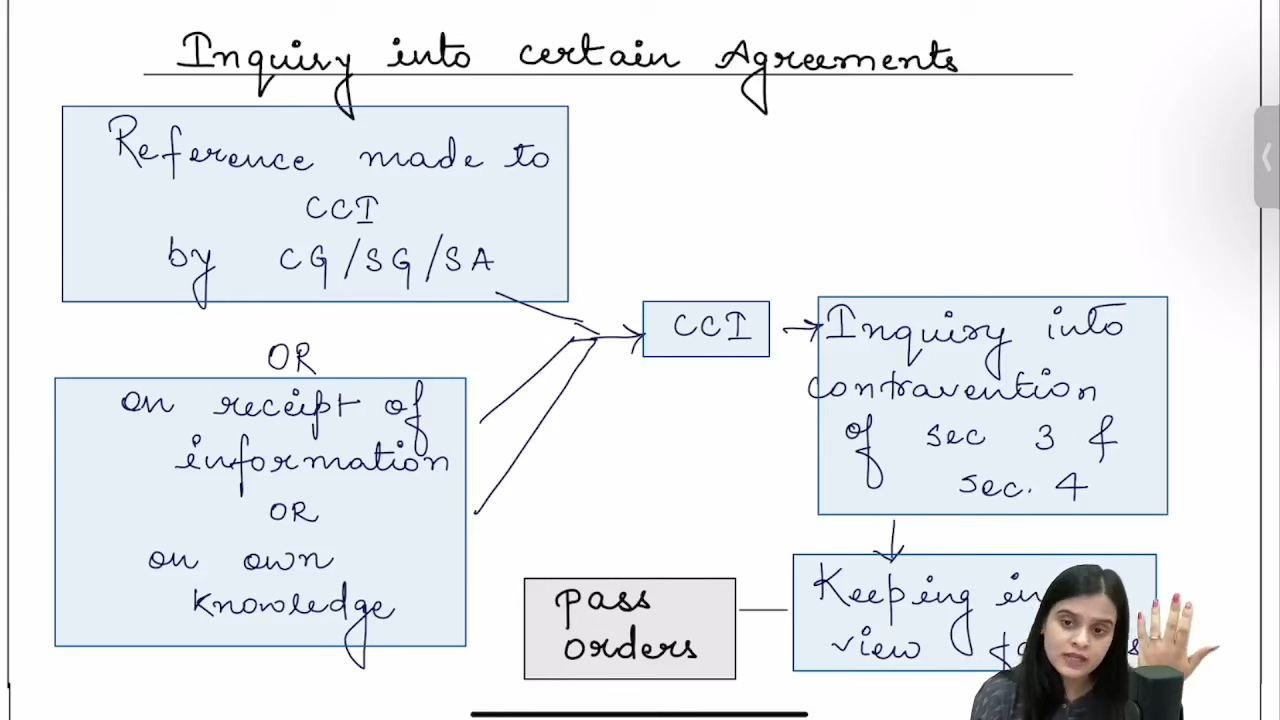 Inquiry into certain Agreements
Reference made to
CCI
by CG/SG/SA
OR
on receipt of
information
OR
on own
knowledge
CCI
Inquiry into
contravention
of sec 3 &
sec. 4
Keeping in
view
Pass
orders